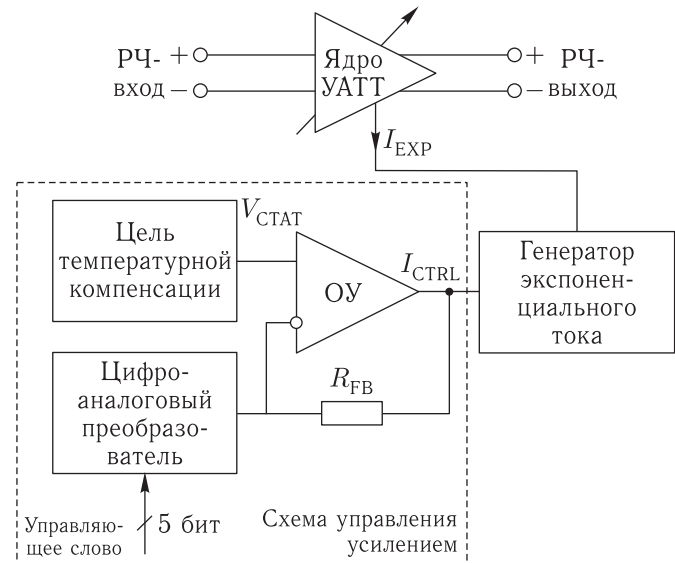 РЧ- +
вход –
Ядро
УАТТ
+ РЧ-
– выход
I_EXP
V_CTAT
Цель
температурной
компенсации
ОУ
I_CTRL
Генератор
экспонен-
циального
тока
Цифро-
аналоговый
преобразо-
ватель
R_FB
Управляю-
щее слово
5 бит
Схема управления
усилением